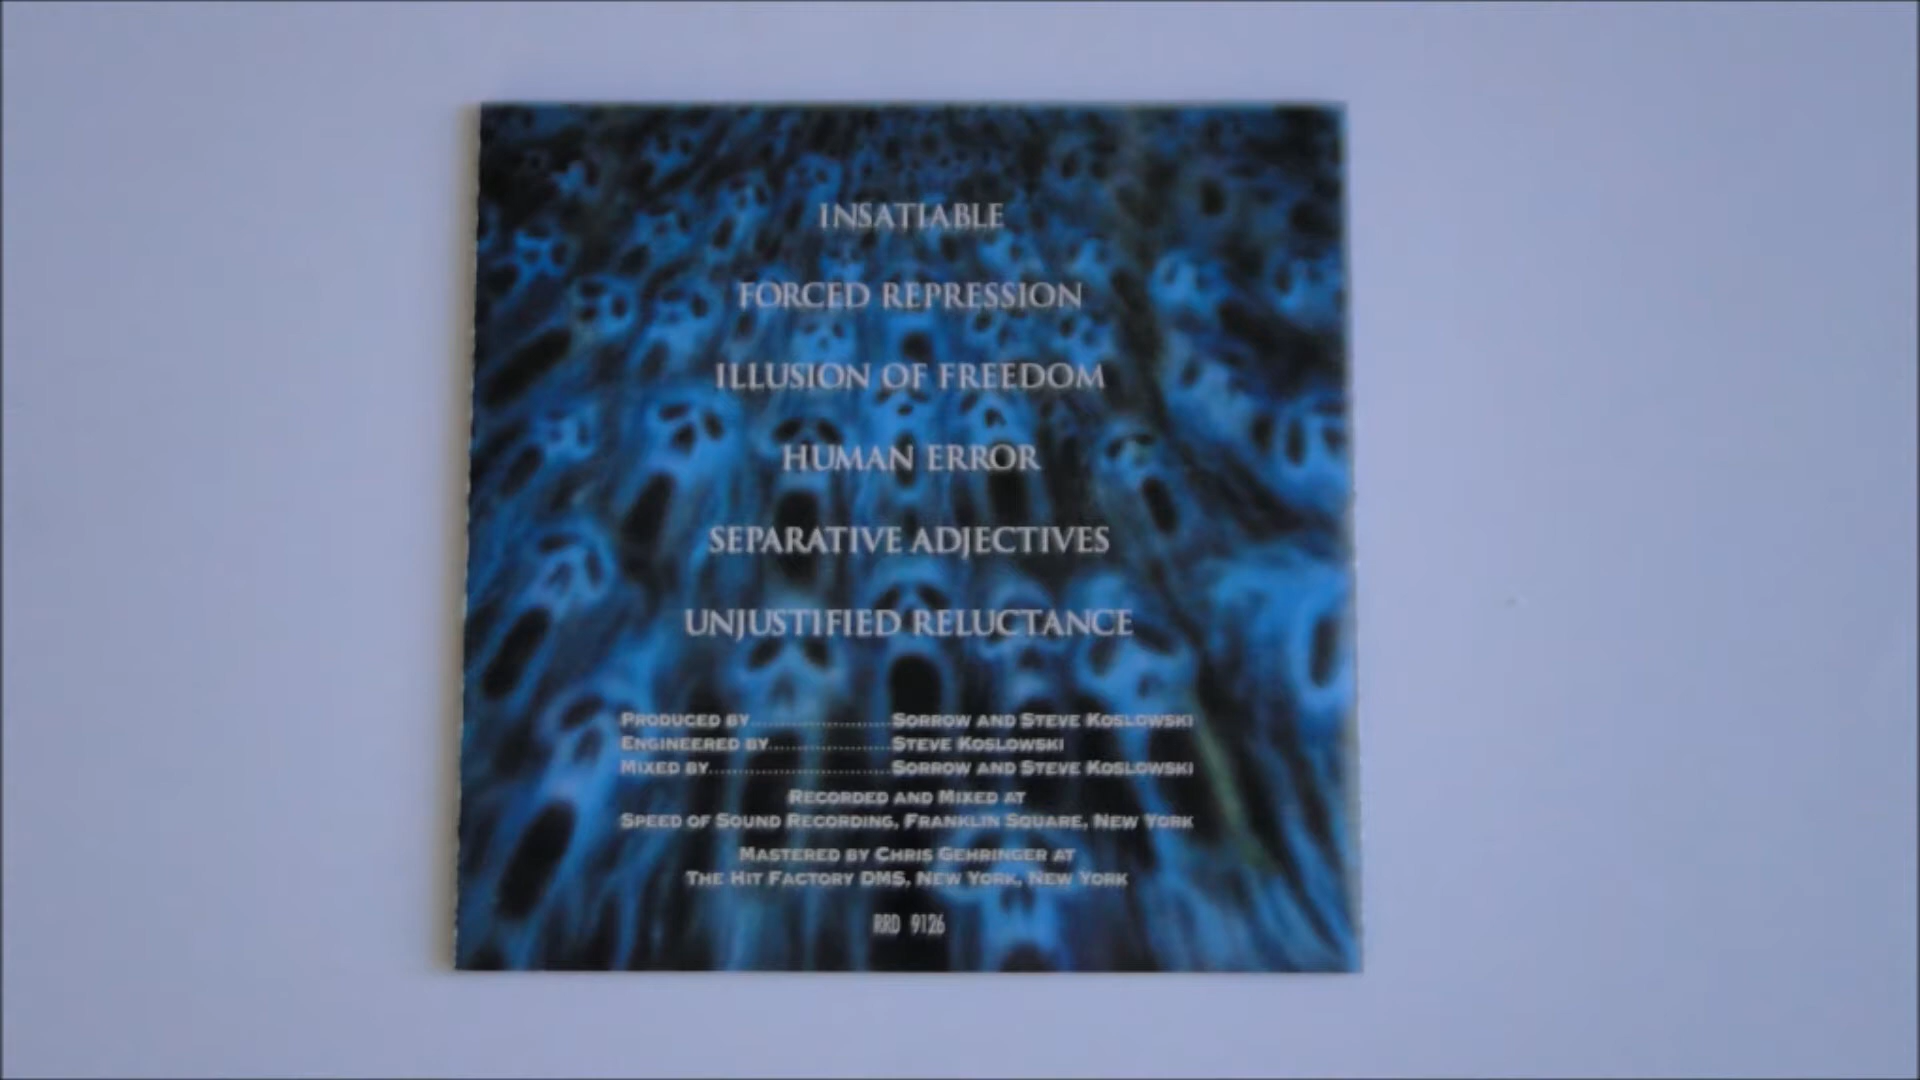 INSATIABLE
FORCED REPRESSION
ILLUSION OF FREEDOM
HUMAN ERROR
SEPARATIVE ADJECTIVES
UNJUSTIFIED RELUCTANCE
PRODUCED BY........................SORROW AND STEVE KOSLOWSKI
ENGINEERED BY.....................STEVE KOSLOWSKI
MIXED BY...............................SORROW AND STEVE KOSLOWSKI
RECORDED AND MIXED AT
SPEED OF SOUND RECORDING, FRANKLIN SQUARE, NEW YORK
MASTERED BY CHRIS GEHRINGER AT
THE HIT FACTORY DMS, NEW YORK, NEW YORK
RRD 9126